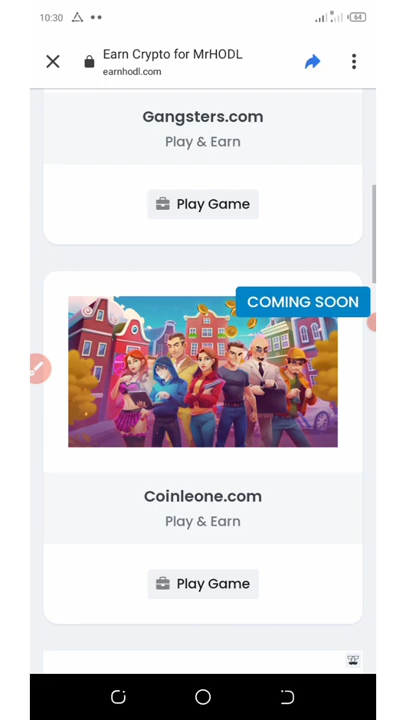 10:30
64
Earn Crypto for MrHODL
earnhodl.com
Gangsters.com
Play & Earn
Play Game
COMING SOON
Coinleone.com
Play & Earn
Play Game